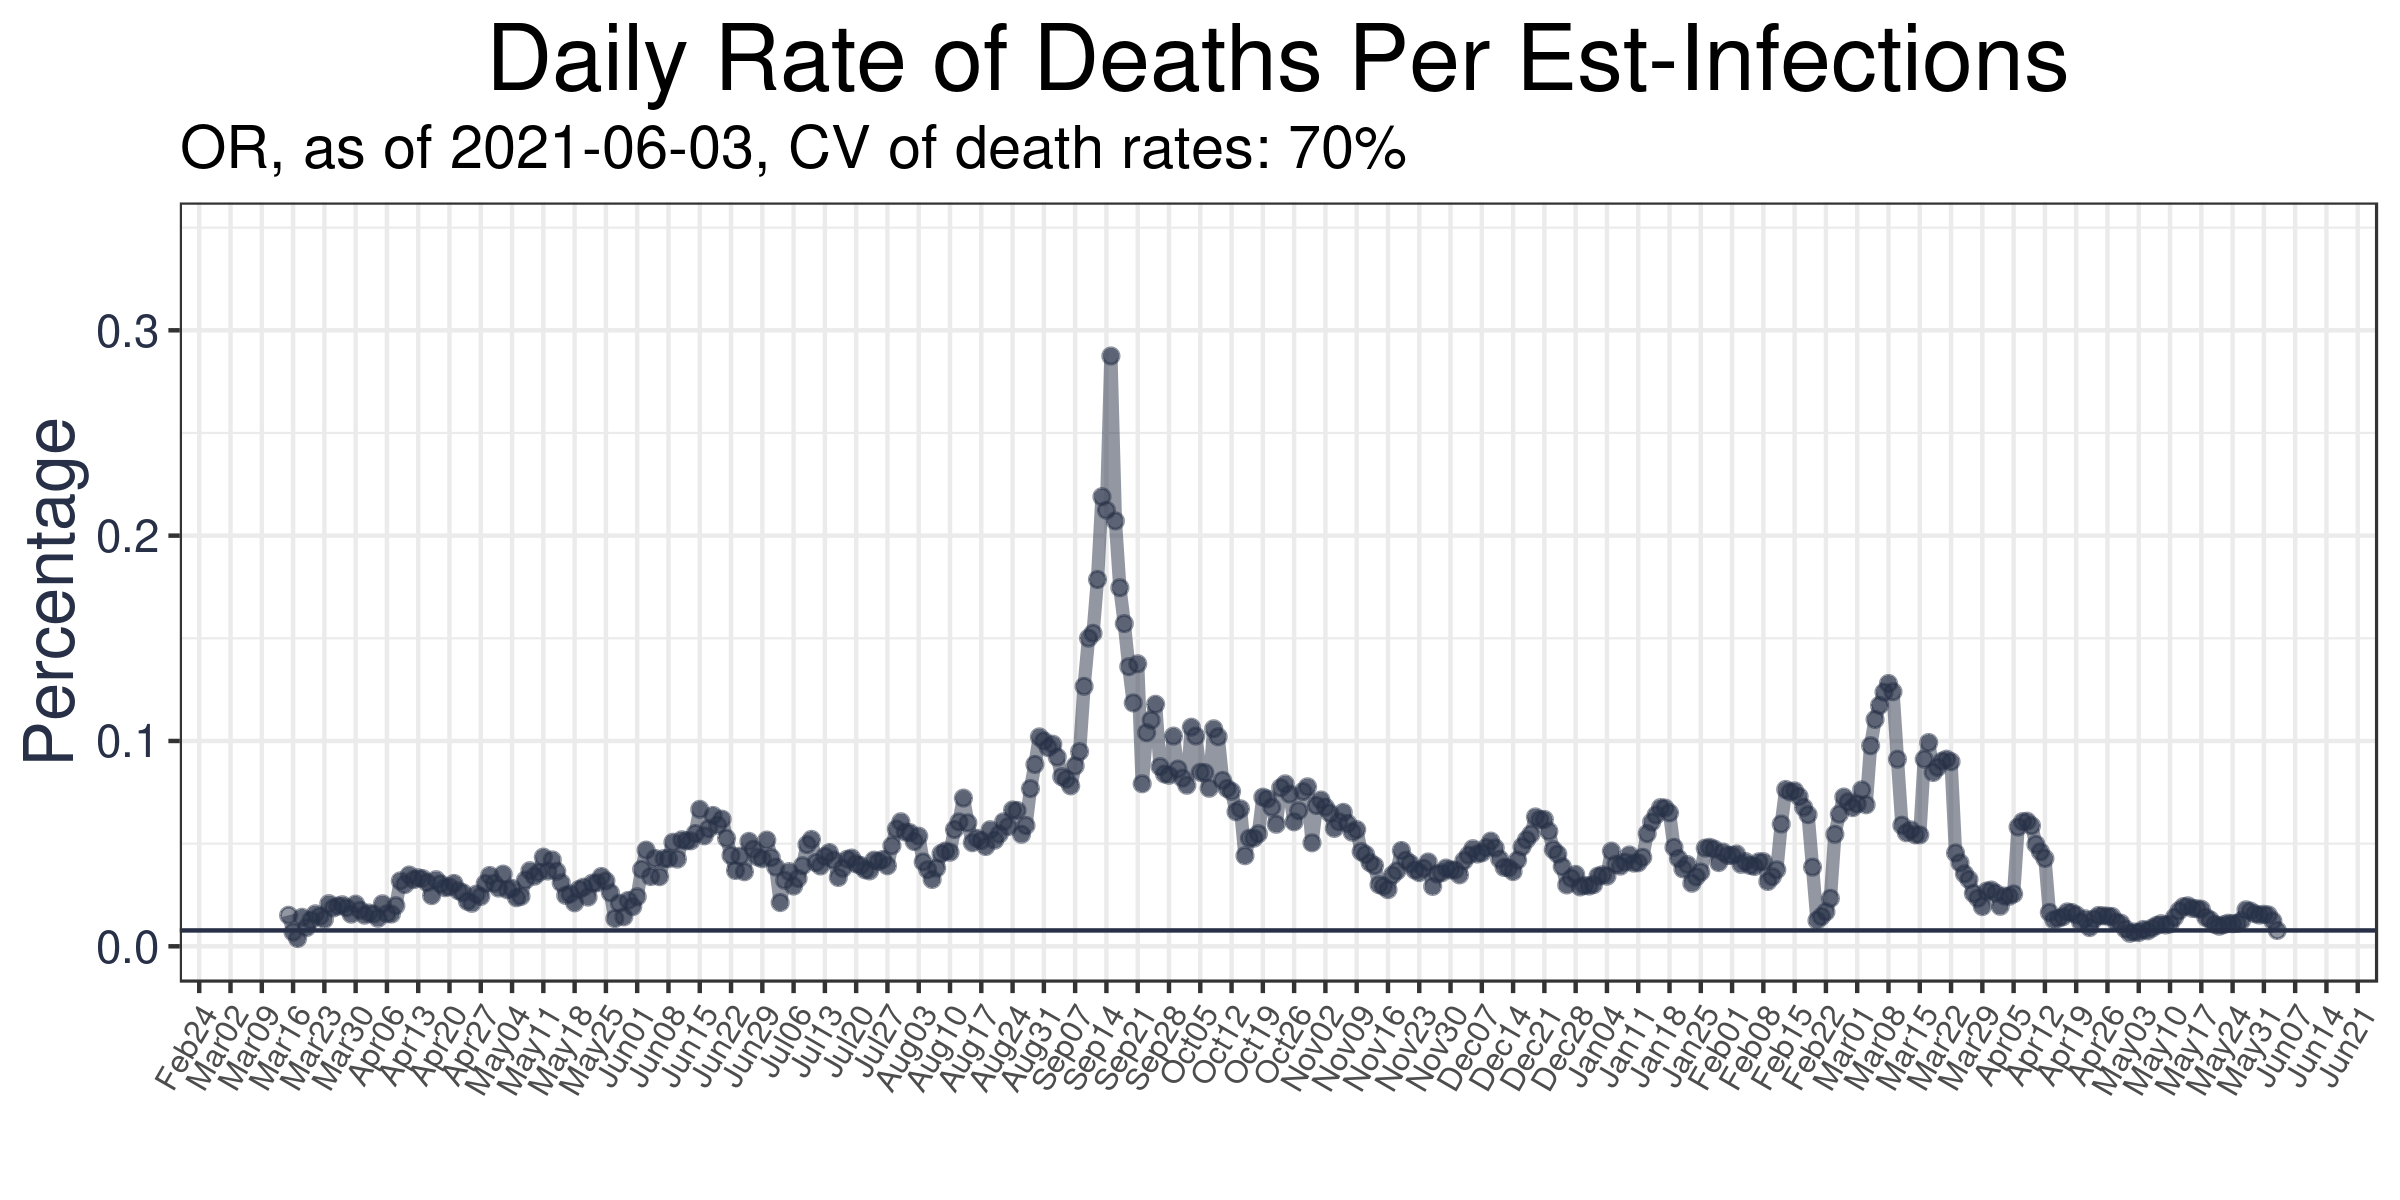 Daily Rate of Deaths Per Est-Infections
OR, as of 2021-06-03, CV of death rates: 70%
Percentage
0.3
0.2
0.1
0.0
Feb24
Mar02
Mar09
Mar16
Mar23
Mar30
Apr06
Apr13
Apr20
Apr27
May04
May11
May18
May25
Jun01
Jun08
Jun15
Jun22
Jun29
Jul06
Jul13
Jul20
Jul27
Aug03
Aug10
Aug17
Aug24
Aug31
Sep07
Sep14
Sep21
Sep28
Oct05
Oct12
Oct19
Oct26
Nov02
Nov09
Nov16
Nov23
Nov30
Dec07
Dec14
Dec21
Dec28
Jan04
Jan11
Jan18
Jan25
Feb01
Feb08
Feb15
Feb22
Mar01
Mar08
Mar15
Mar22
Mar29
Apr05
Apr12
Apr19
Apr26
May03
May10
May17
May24
May31
Jun07
Jun14
Jun21